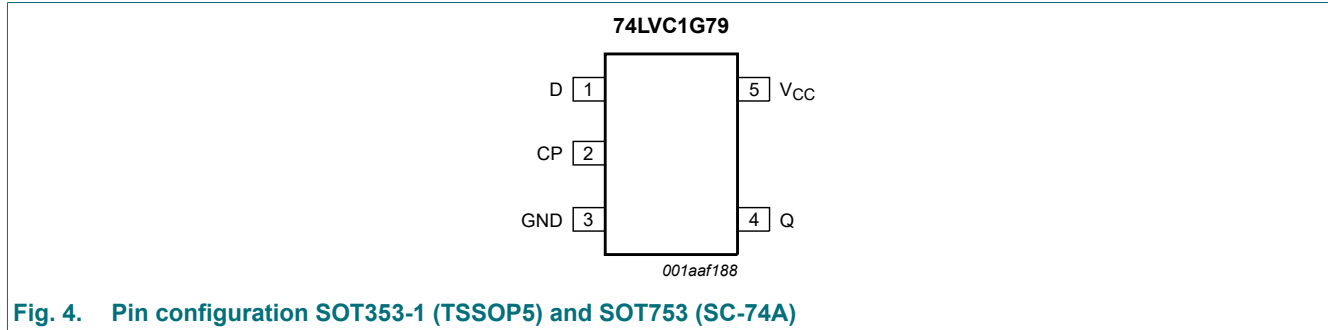 74LVC1G79
D 1 5 VCC
CP 2
GND 3 4 Q
001aaf188
Fig. 4. Pin configuration SOT353-1 (TSSOP5) and SOT753 (SC-74A)